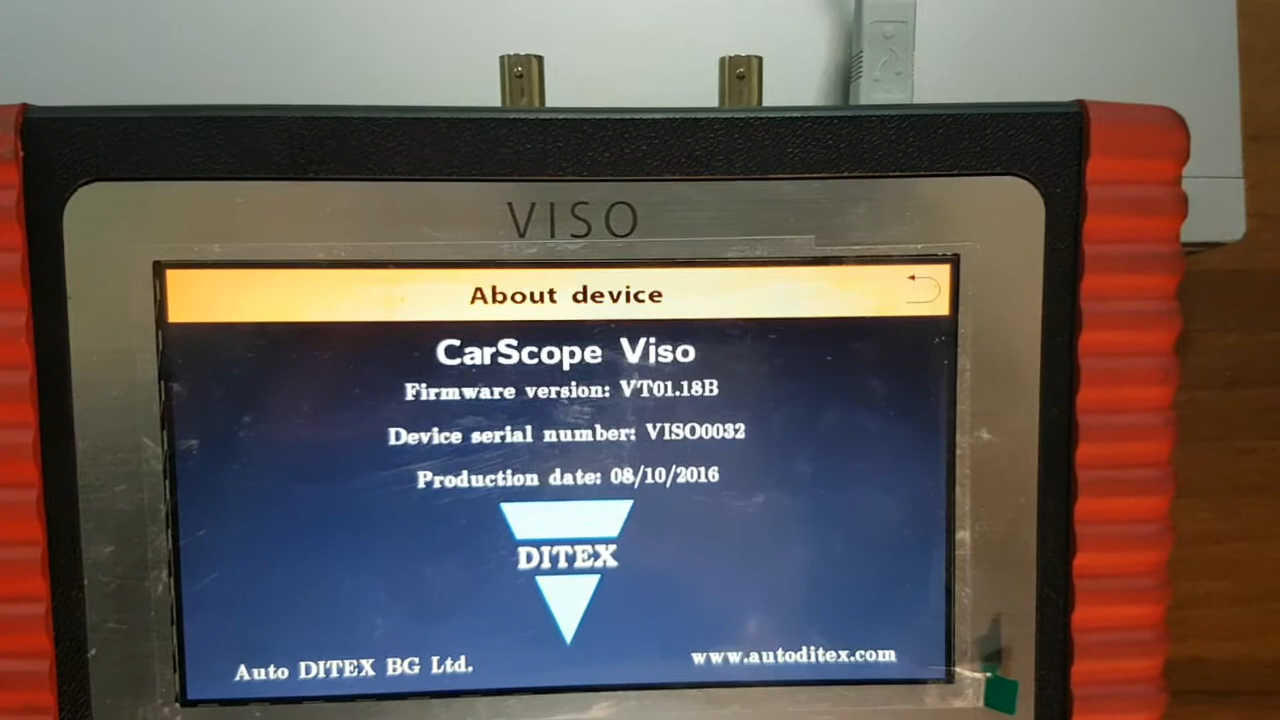 VISO
About device
CarScope Viso
Firmware version: VT01.18B
Device serial number: VISO0032
Production date: 08/10/2016
DITEX
Auto DITEX BG Ltd.
www.autoditex.com